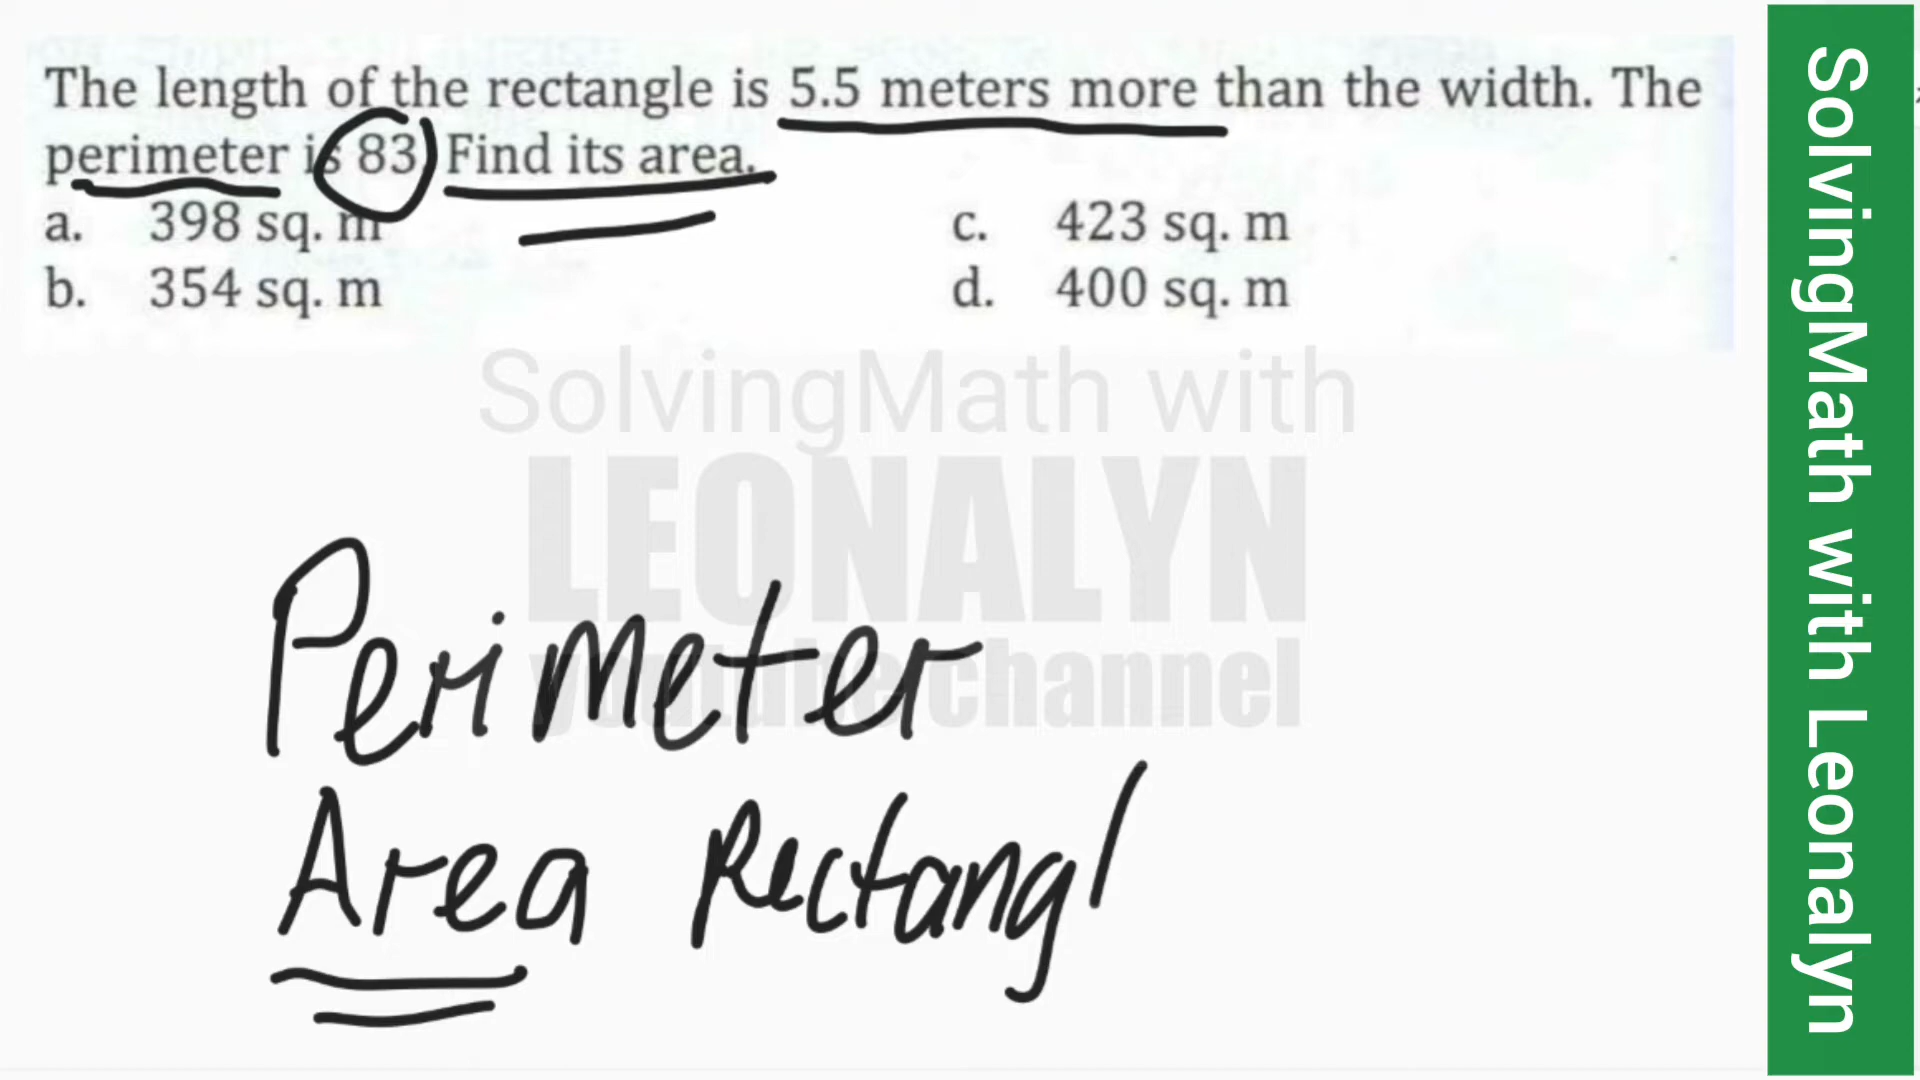 The length of the rectangle is 5.5 meters more than the width. The
perimeter is 83. Find its area.
a. 398 sq. m
c. 423 sq. m
b. 354 sq. m
d. 400 sq. m
SolvingMath with
LEONALYN
youtube channel
Perimeter
Area Rectangl
SolvingMath with Leonalyn